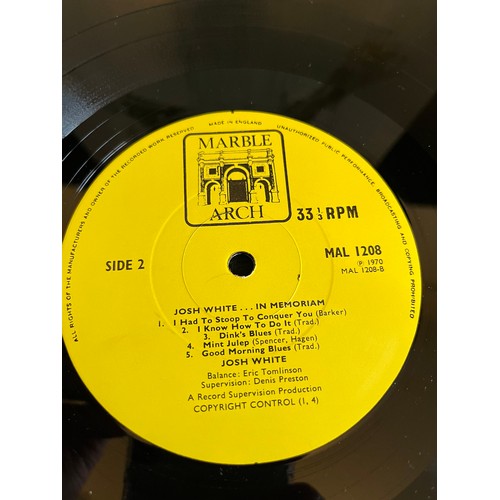 ALL RIGHTS OF THE MANUFACTURERS AND OWNER OF THE RECORDED WORK RESERVED
MADE IN ENGLAND
UNAUTHORIZED PUBLIC PERFORMANCE, BROADCASTING AND COPYING PROHIBITED
MARBLE
ARCH
33⅓ RPM
SIDE 2
MAL 1208
℗ 1970
MAL 1208-B
JOSH WHITE . . . IN MEMORIAM
1. I Had To Stoop To Conquer You (Barker)
2. I Know How To Do It (Trad.)
3. Dink's Blues (Trad.)
4. Mint Julep (Spencer, Hagen)
5. Good Morning Blues (Trad.)
JOSH WHITE
Balance: Eric Tomlinson
Supervision: Denis Preston
A Record Supervision Production
COPYRIGHT CONTROL (1, 4)